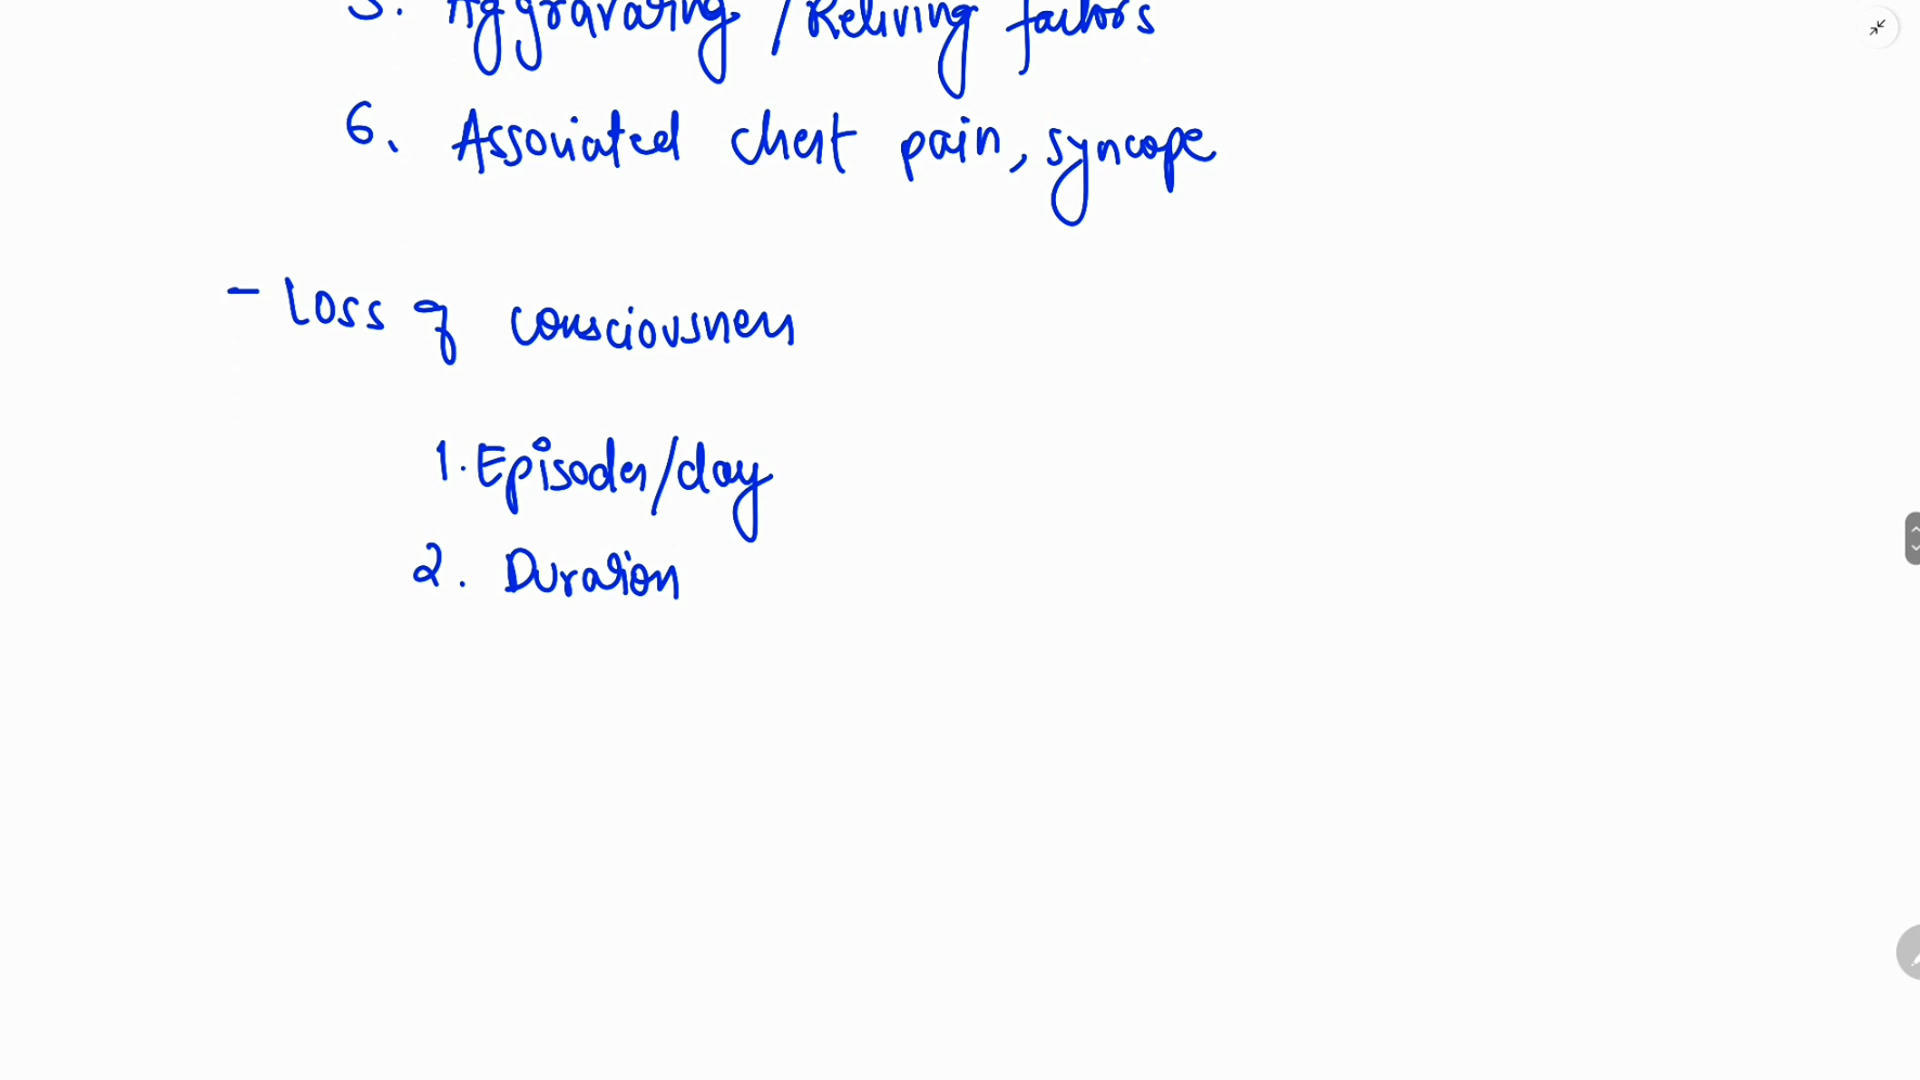 5. Aggravating /Reliving factors
6. Associated chest pain, syncope
- Loss of consciousness
1. Episodes/day
2. Duration